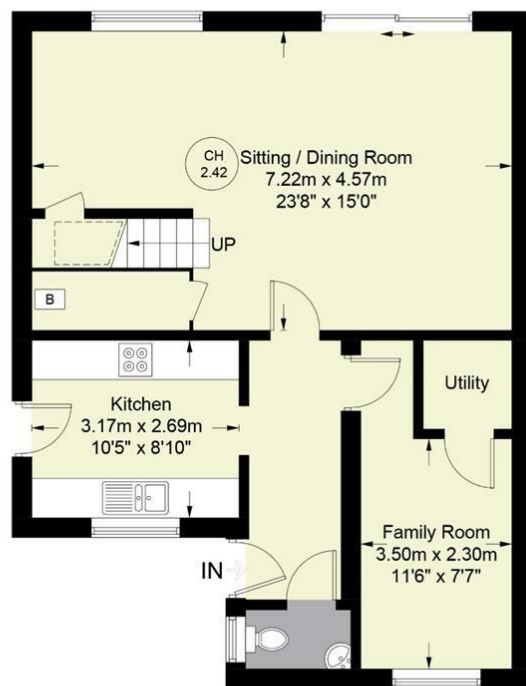 CH
2.42
Sitting / Dining Room
7.22m x 4.57m
23'8" x 15'0"
UP
B
Kitchen
3.17m x 2.69m
10'5" x 8'10"
Utility
Family Room
3.50m x 2.30m
11'6" x 7'7"
IN